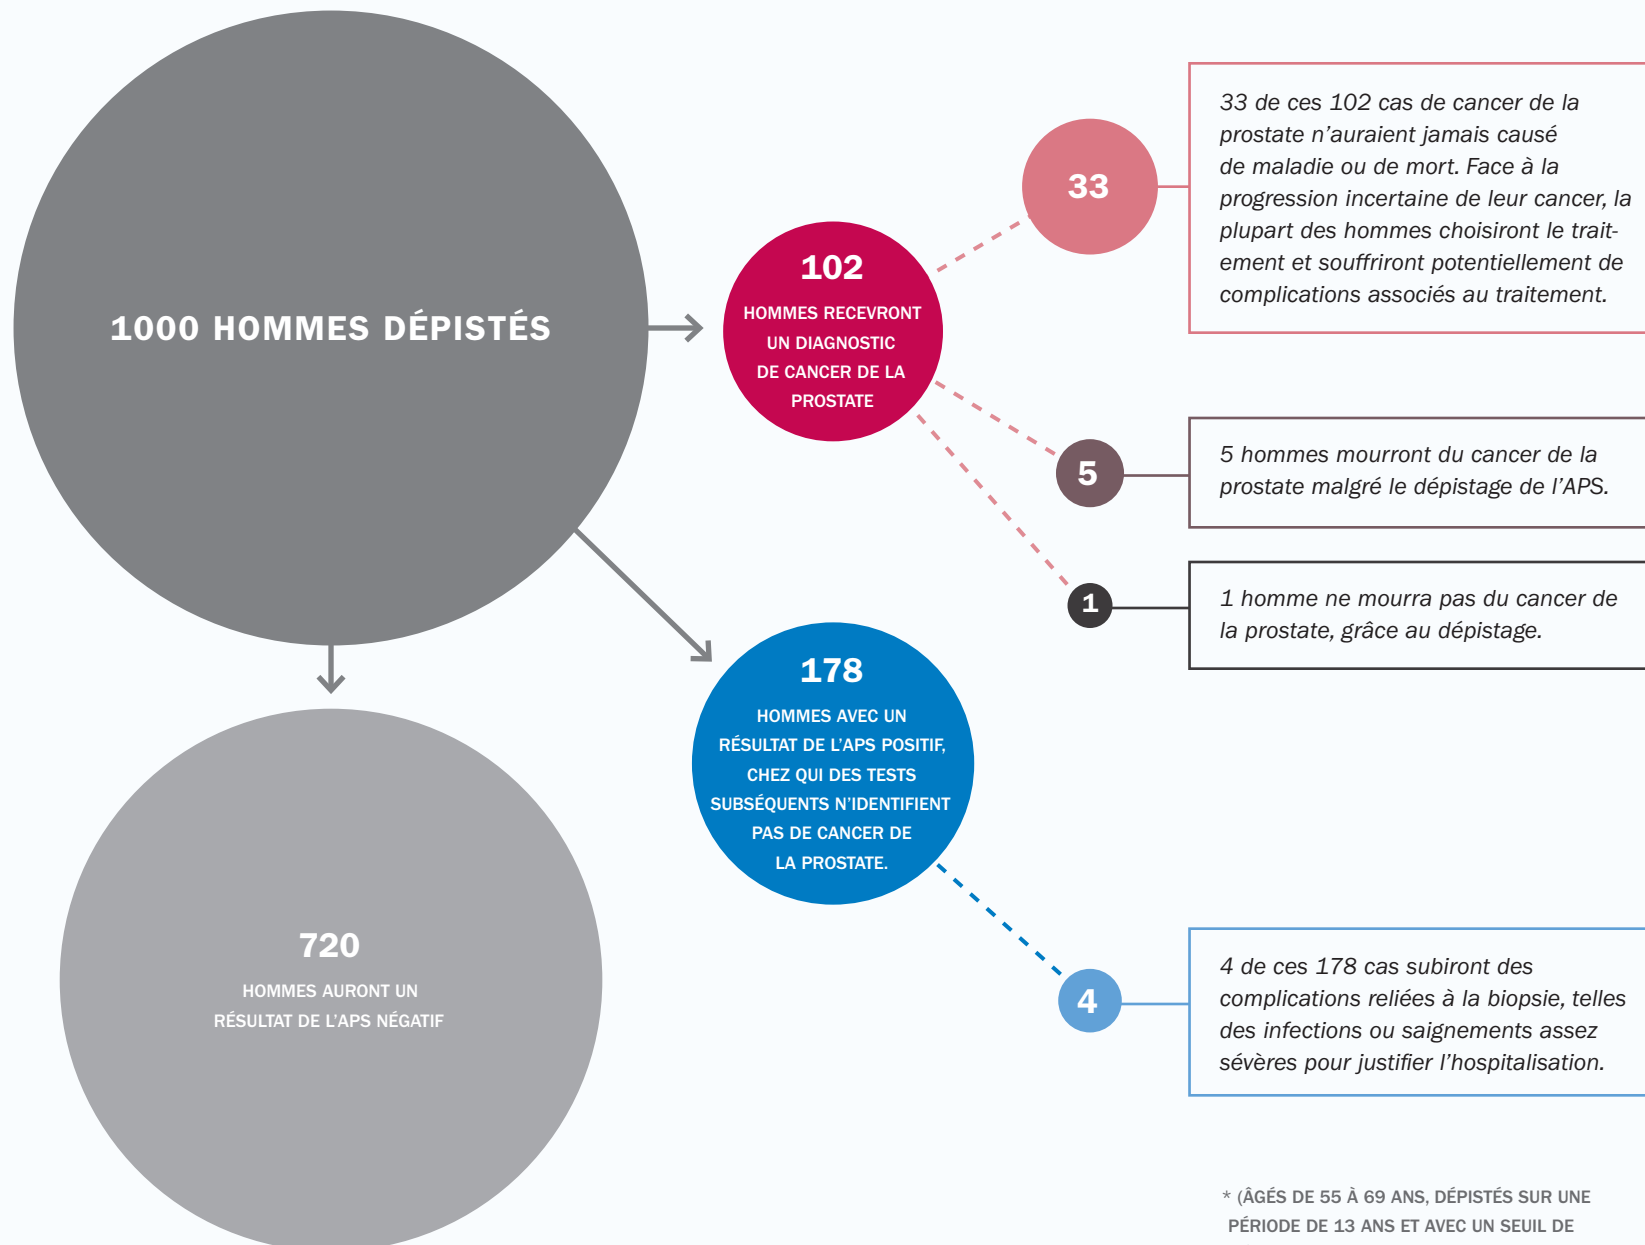 1000 HOMMES DÉPISTÉS
102
HOMMES RECEVRONT
UN DIAGNOSTIC
DE CANCER DE LA
PROSTATE
33
33 de ces 102 cas de cancer de la
prostate n’auraient jamais causé
de maladie ou de mort. Face à la
progression incertaine de leur cancer, la
plupart des hommes choisiront le trait-
ement et souffriront potentiellement de
complications associés au traitement.
5
5 hommes mourront du cancer de la
prostate malgré le dépistage de l’APS.
1
1 homme ne mourra pas du cancer de
la prostate, grâce au dépistage.
178
HOMMES AVEC UN
RÉSULTAT DE L’APS POSITIF,
CHEZ QUI DES TESTS
SUBSÉQUENTS N’IDENTIFIENT
PAS DE CANCER DE
LA PROSTATE.
4
4 de ces 178 cas subiront des
complications reliées à la biopsie, telles
des infections ou saignements assez
sévères pour justifier l’hospitalisation.
720
HOMMES AURONT UN
RÉSULTAT DE L’APS NÉGATIF
* (ÂGÉS DE 55 À 69 ANS, DÉPISTÉS SUR UNE
PÉRIODE DE 13 ANS ET AVEC UN SEUIL DE